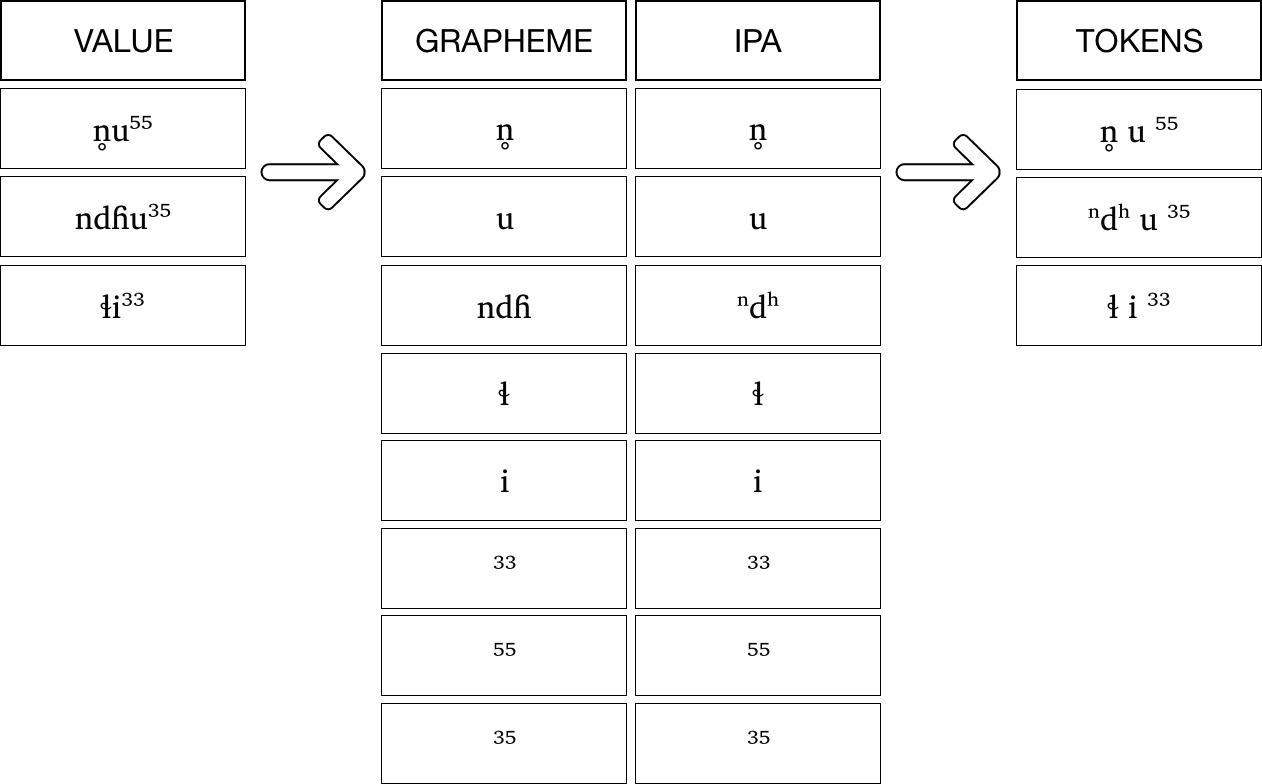 VALUE GRAPHEME IPA TOKENS
n̥u⁵⁵ n̥ n̥ n̥ u ⁵⁵
ndɦu³⁵ u u ⁿdʰ u ³⁵
ɬi³³ ndɦ ⁿdʰ ɬ i ³³
ɬ ɬ
i i
³³ ³³
⁵⁵ ⁵⁵
³⁵ ³⁵